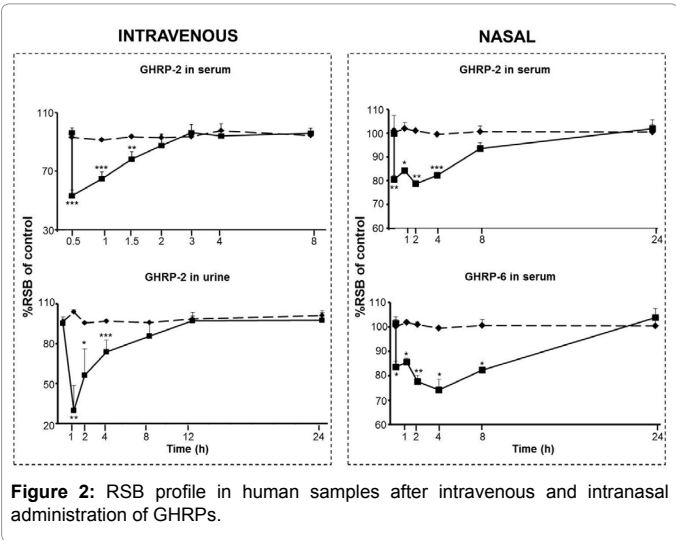 INTRAVENOUS
GHRP-2 in serum
110
70
30
***
***
**
0.5 1 1.5 2 3 4 8
GHRP-2 in urine
110
80
50
20
**
*
***
1 2 4 8 12 24
Time (h)
%RSB of control
NASAL
GHRP-2 in serum
110
100
90
80
70
60
**
*
**
***
1 2 4 8 24
GHRP-6 in serum
110
100
90
80
70
60
*
*
**
*
*
1 2 4 8 24
Time (h)
%RSB of control
Figure 2: RSB profile in human samples after intravenous and intranasal
administration of GHRPs.